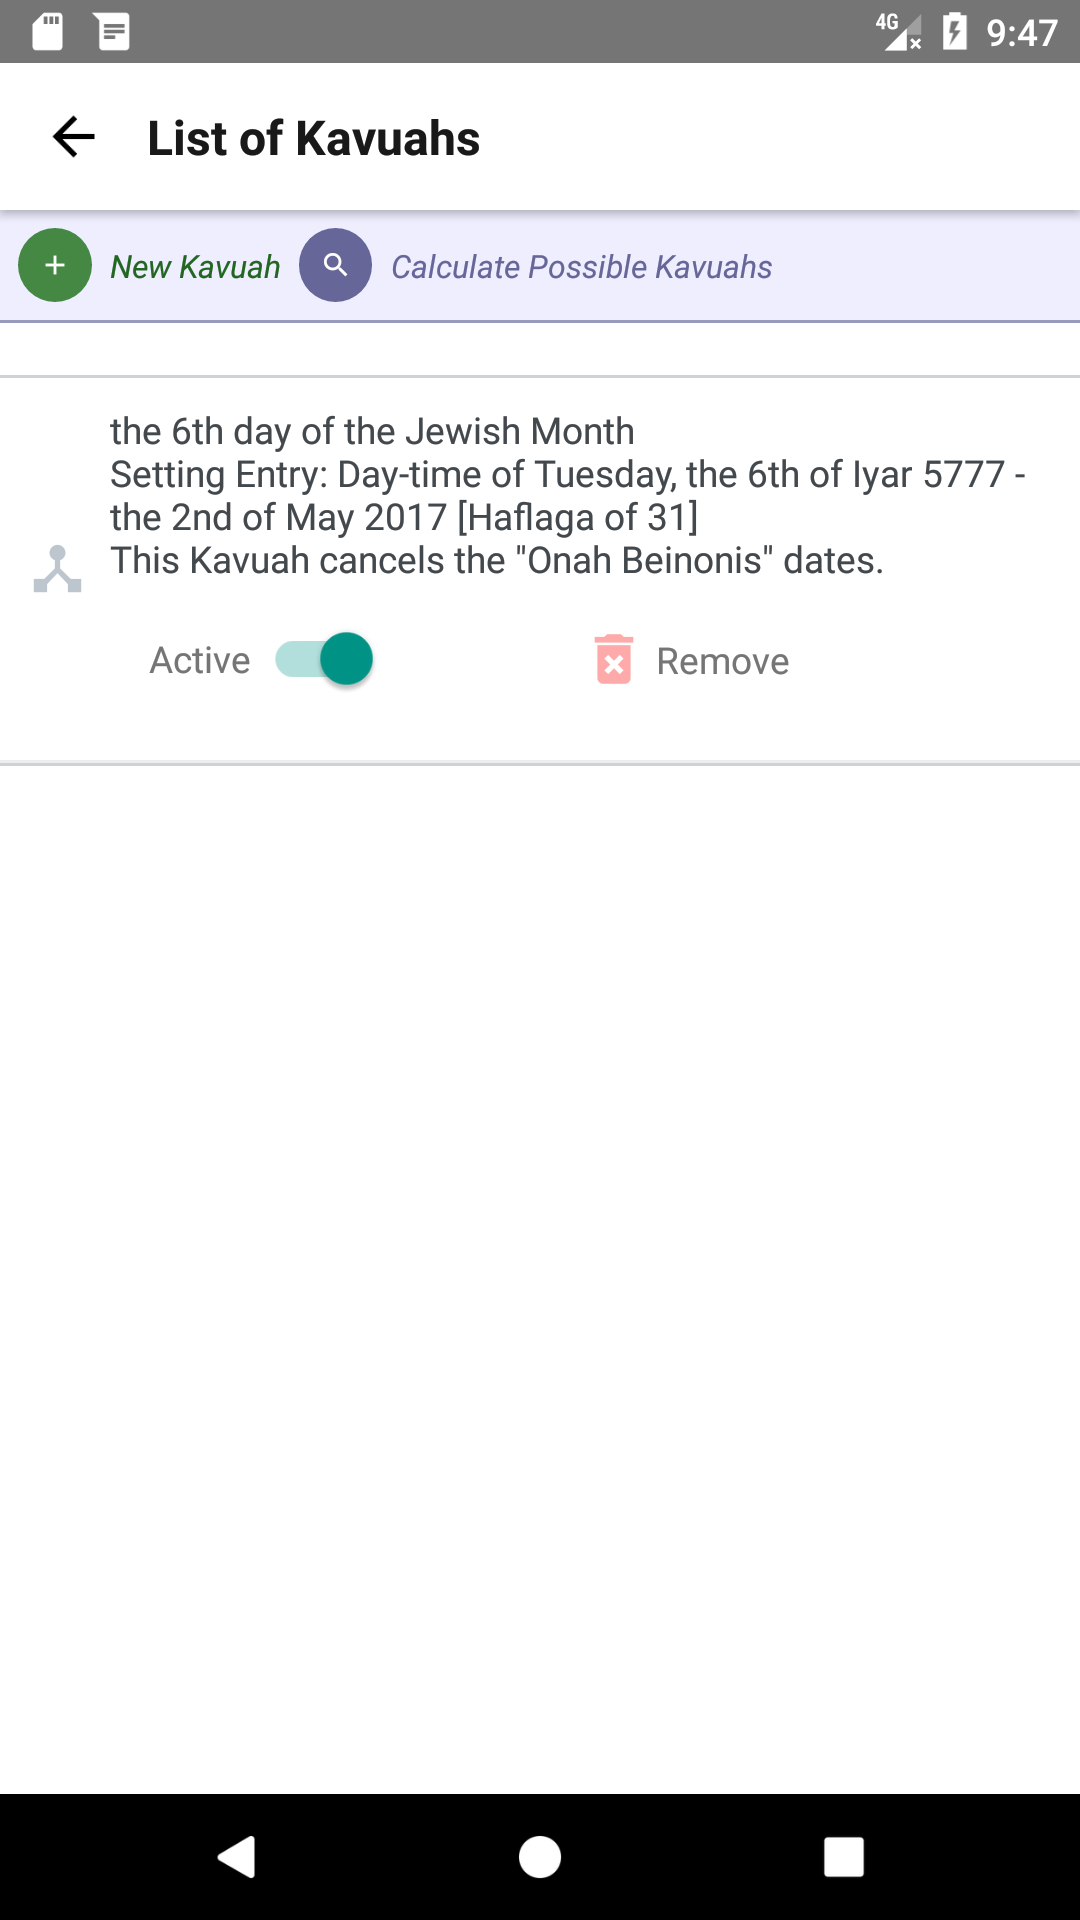 4G 9:47
List of Kavuahs
New Kavuah Calculate Possible Kavuahs
the 6th day of the Jewish Month
Setting Entry: Day-time of Tuesday, the 6th of Iyar 5777 -
the 2nd of May 2017 [Haflaga of 31]
This Kavuah cancels the "Onah Beinonis" dates.
Active Remove